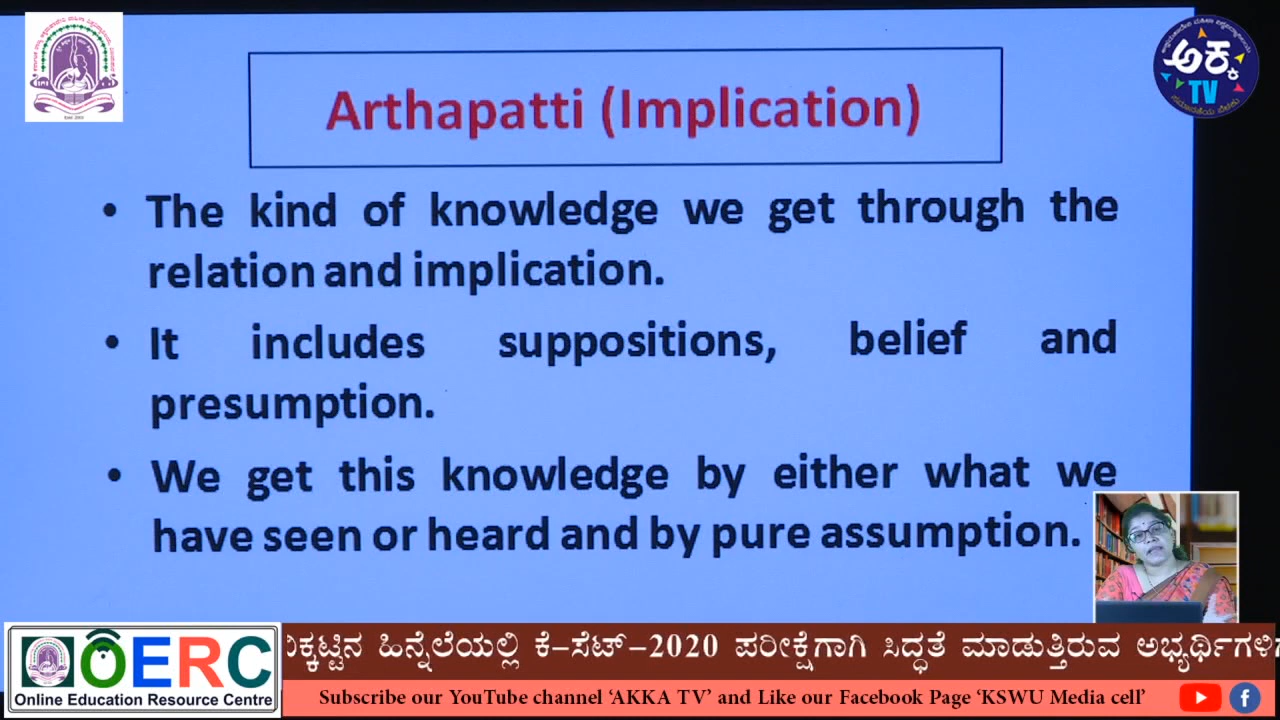 ಅಕ್ಕ
TV
Arthapatti (Implication)
• The kind of knowledge we get through the
relation and implication.
• It includes suppositions, belief and
presumption.
• We get this knowledge by either what we
have seen or heard and by pure assumption.
OERC
Online Education Resource Centre
ಹಿನ್ನೆಲೆಯಲ್ಲಿ ಕೆ-ಸೆಟ್-2020 ಪರೀಕ್ಷೆಗಾಗಿ ಸಿದ್ಧತೆ ಮಾಡುತ್ತಿರುವ
Subscribe our YouTube channel 'AKKA TV' and Like our Facebook Page 'KSWU Media cell'